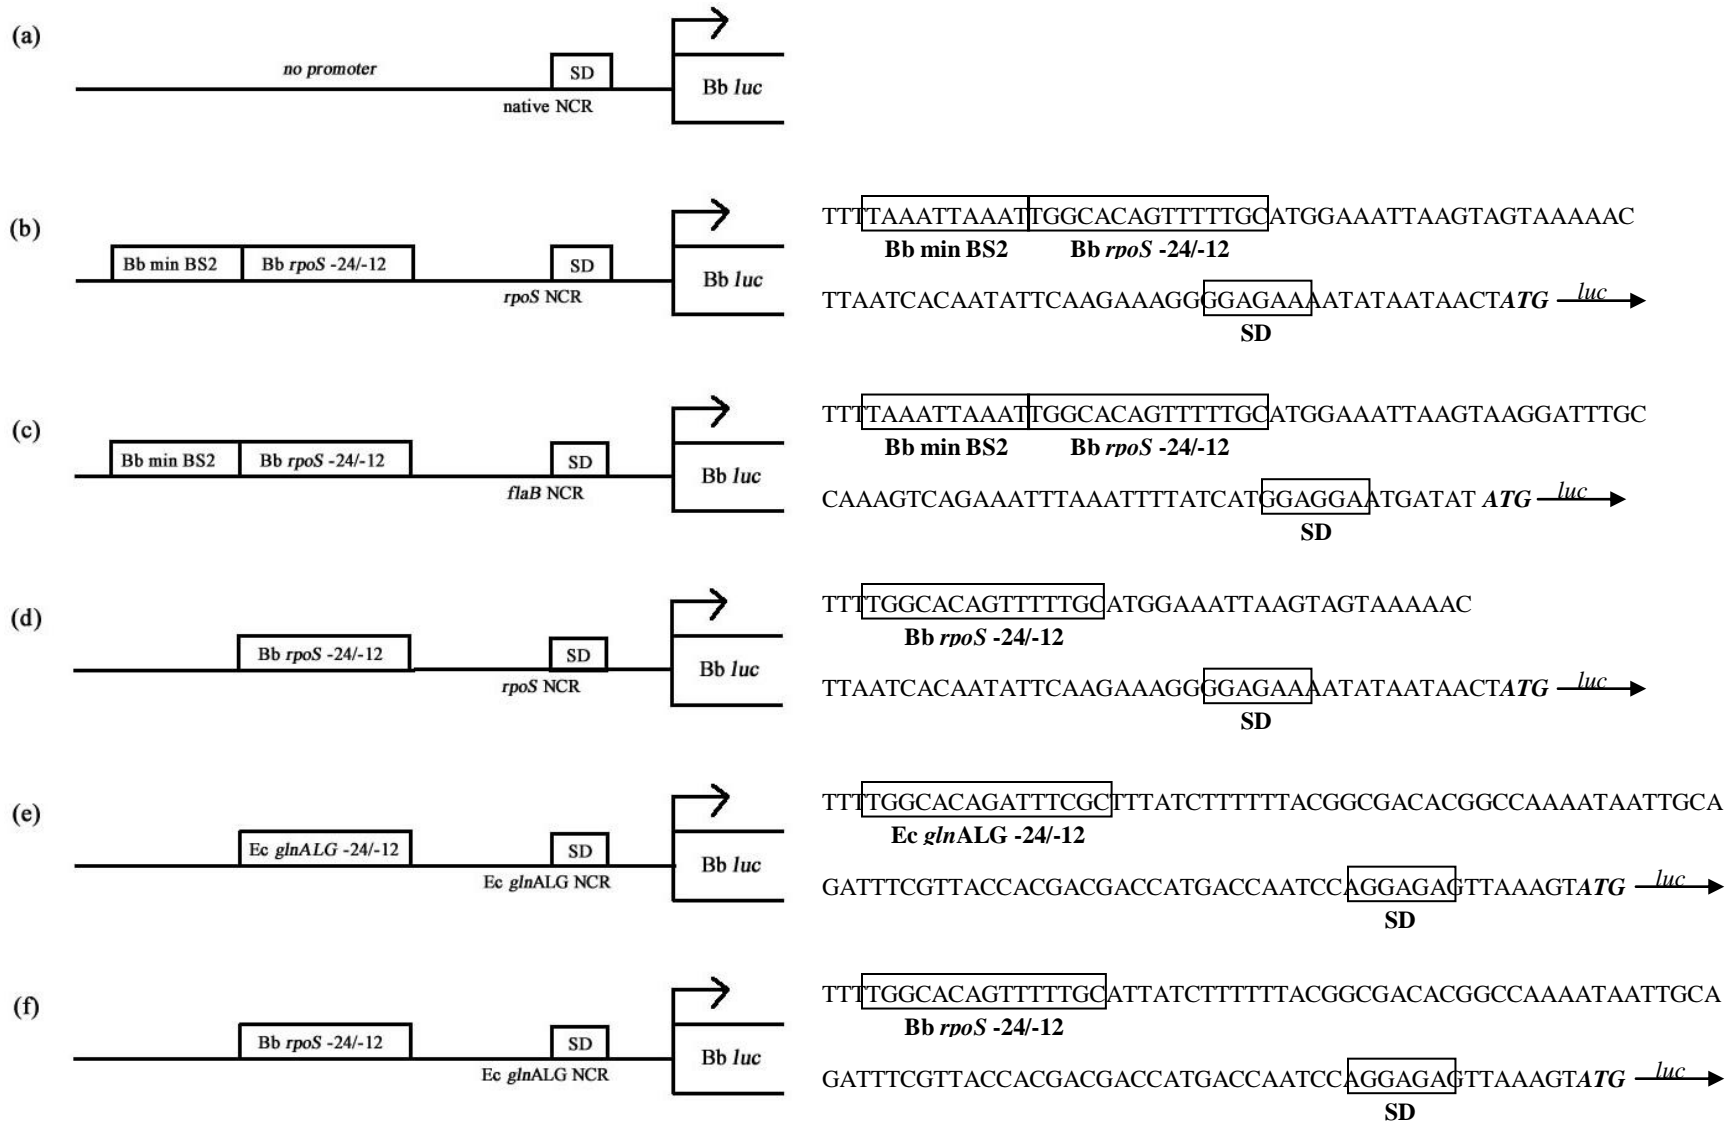 (a)
no promoter
SD
native NCR
Bb luc
(b)
Bb min BS2
Bb rpoS -24/-12
SD
rpoS NCR
Bb luc
TTTTAAATTAAATTGGCACAGTTTTTGCATGGAAATTAAGTAGTAAAAAC
Bb min BS2 Bb rpoS -24/-12
TTAATCACAATATTCAAGAAAGGGGAGAAAATATAATAACTATG luc
SD
(c)
Bb min BS2
Bb rpoS -24/-12
SD
flaB NCR
Bb luc
TTTTAAATTAAATTGGCACAGTTTTTGCATGGAAATTAAGTAAGGATTTGC
Bb min BS2 Bb rpoS -24/-12
CAAAGTCAGAAATTTAAATTTTATCATGGAGGAATGATAT ATG luc
SD
(d)
Bb rpoS -24/-12
SD
rpoS NCR
Bb luc
TTTTGGCACAGTTTTTGCATGGAAATTAAGTAGTAAAAAC
Bb rpoS -24/-12
TTAATCACAATATTCAAGAAAGGGGAGAAAATATAATAACTATG luc
SD
(e)
Ec glnALG -24/-12
SD
Ec glnALG NCR
Bb luc
TTTTGGCACAGATTTCGCTTTATCTTTTTTACGGCGACACGGCCAAAATAATTGCA
Ec glnALG -24/-12
GATTTCGTTACCACGACGACCATGACCAATCCAGGAGAGTTAAAGTATG luc
SD
(f)
Bb rpoS -24/-12
SD
Ec glnALG NCR
Bb luc
TTTTGGCACAGTTTTTGCATTATCTTTTTTACGGCGACACGGCCAAAATAATTGCA
Bb rpoS -24/-12
GATTTCGTTACCACGACGACCATGACCAATCCAGGAGAGTTAAAGTATG luc
SD